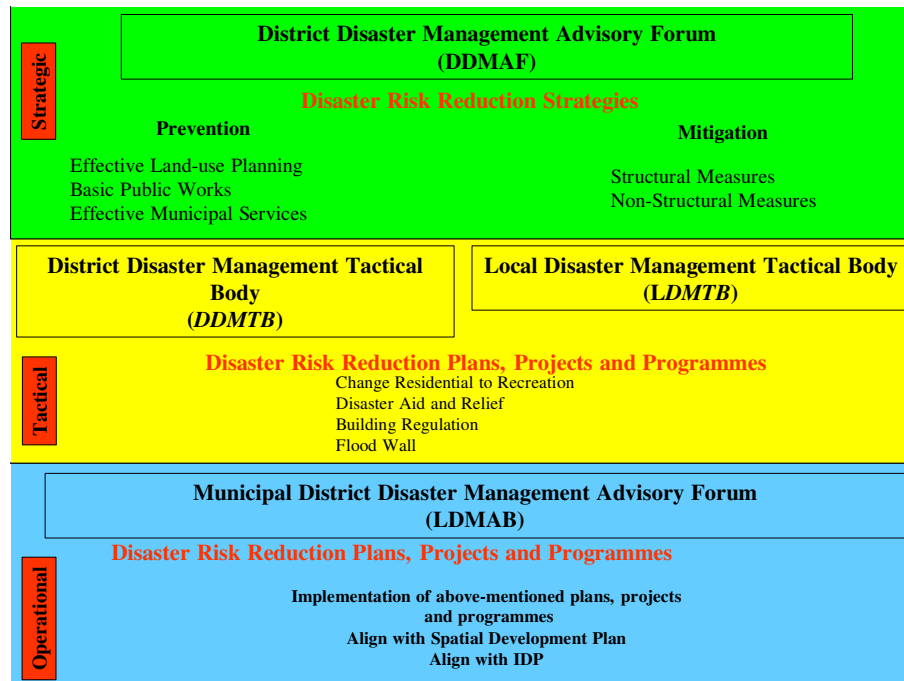 Strategic
District Disaster Management Advisory Forum
(DDMAF)
Disaster Risk Reduction Strategies
Prevention
Effective Land-use Planning
Basic Public Works
Effective Municipal Services
Mitigation
Structural Measures
Non-Structural Measures
District Disaster Management Tactical
Body
(DDMTB)
Local Disaster Management Tactical Body
(LDMTB)
Tactical
Disaster Risk Reduction Plans, Projects and Programmes
Change Residential to Recreation
Disaster Aid and Relief
Building Regulation
Flood Wall
Municipal District Disaster Management Advisory Forum
(LDMAB)
Operational
Disaster Risk Reduction Plans, Projects and Programmes
Implementation of above-mentioned plans, projects
and programmes
Align with Spatial Development Plan
Align with IDP